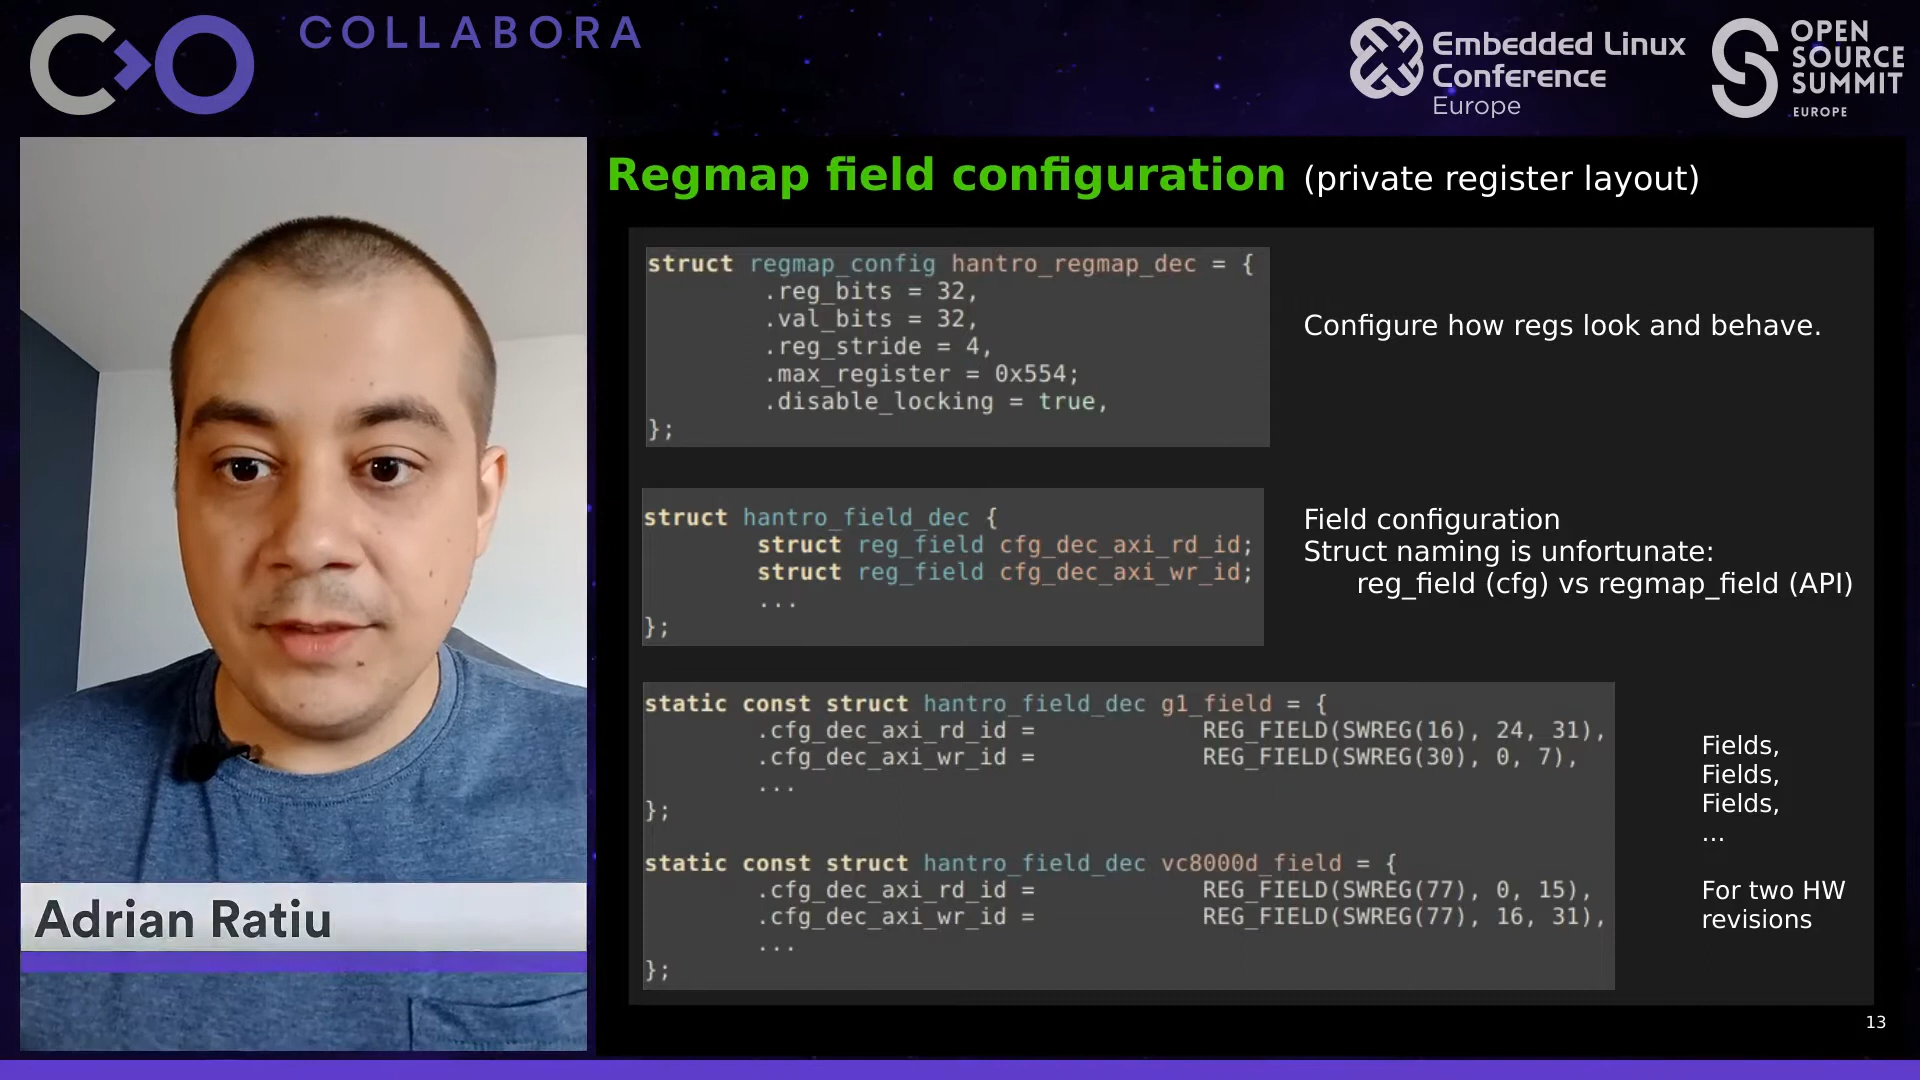 COLLABORA
Embedded Linux
Conference
Europe
OPEN
SOURCE
SUMMIT
EUROPE
Regmap field configuration (private register layout)
struct regmap_config hantro_regmap_dec = {
.reg_bits = 32,
.val_bits = 32,
.reg_stride = 4,
.max_register = 0x554;
.disable_locking = true,
};
Configure how regs look and behave.
struct hantro_field_dec {
struct reg_field cfg_dec_axi_rd_id;
struct reg_field cfg_dec_axi_wr_id;
...
};
Field configuration
Struct naming is unfortunate:
reg_field (cfg) vs regmap_field (API)
static const struct hantro_field_dec g1_field = {
.cfg_dec_axi_rd_id = REG_FIELD(SWREG(16), 24, 31),
.cfg_dec_axi_wr_id = REG_FIELD(SWREG(30), 0, 7),
...
};
static const struct hantro_field_dec vc8000d_field = {
.cfg_dec_axi_rd_id = REG_FIELD(SWREG(77), 0, 15),
.cfg_dec_axi_wr_id = REG_FIELD(SWREG(77), 16, 31),
...
};
Fields,
Fields,
Fields,
...
For two HW
revisions
Adrian Ratiu
13